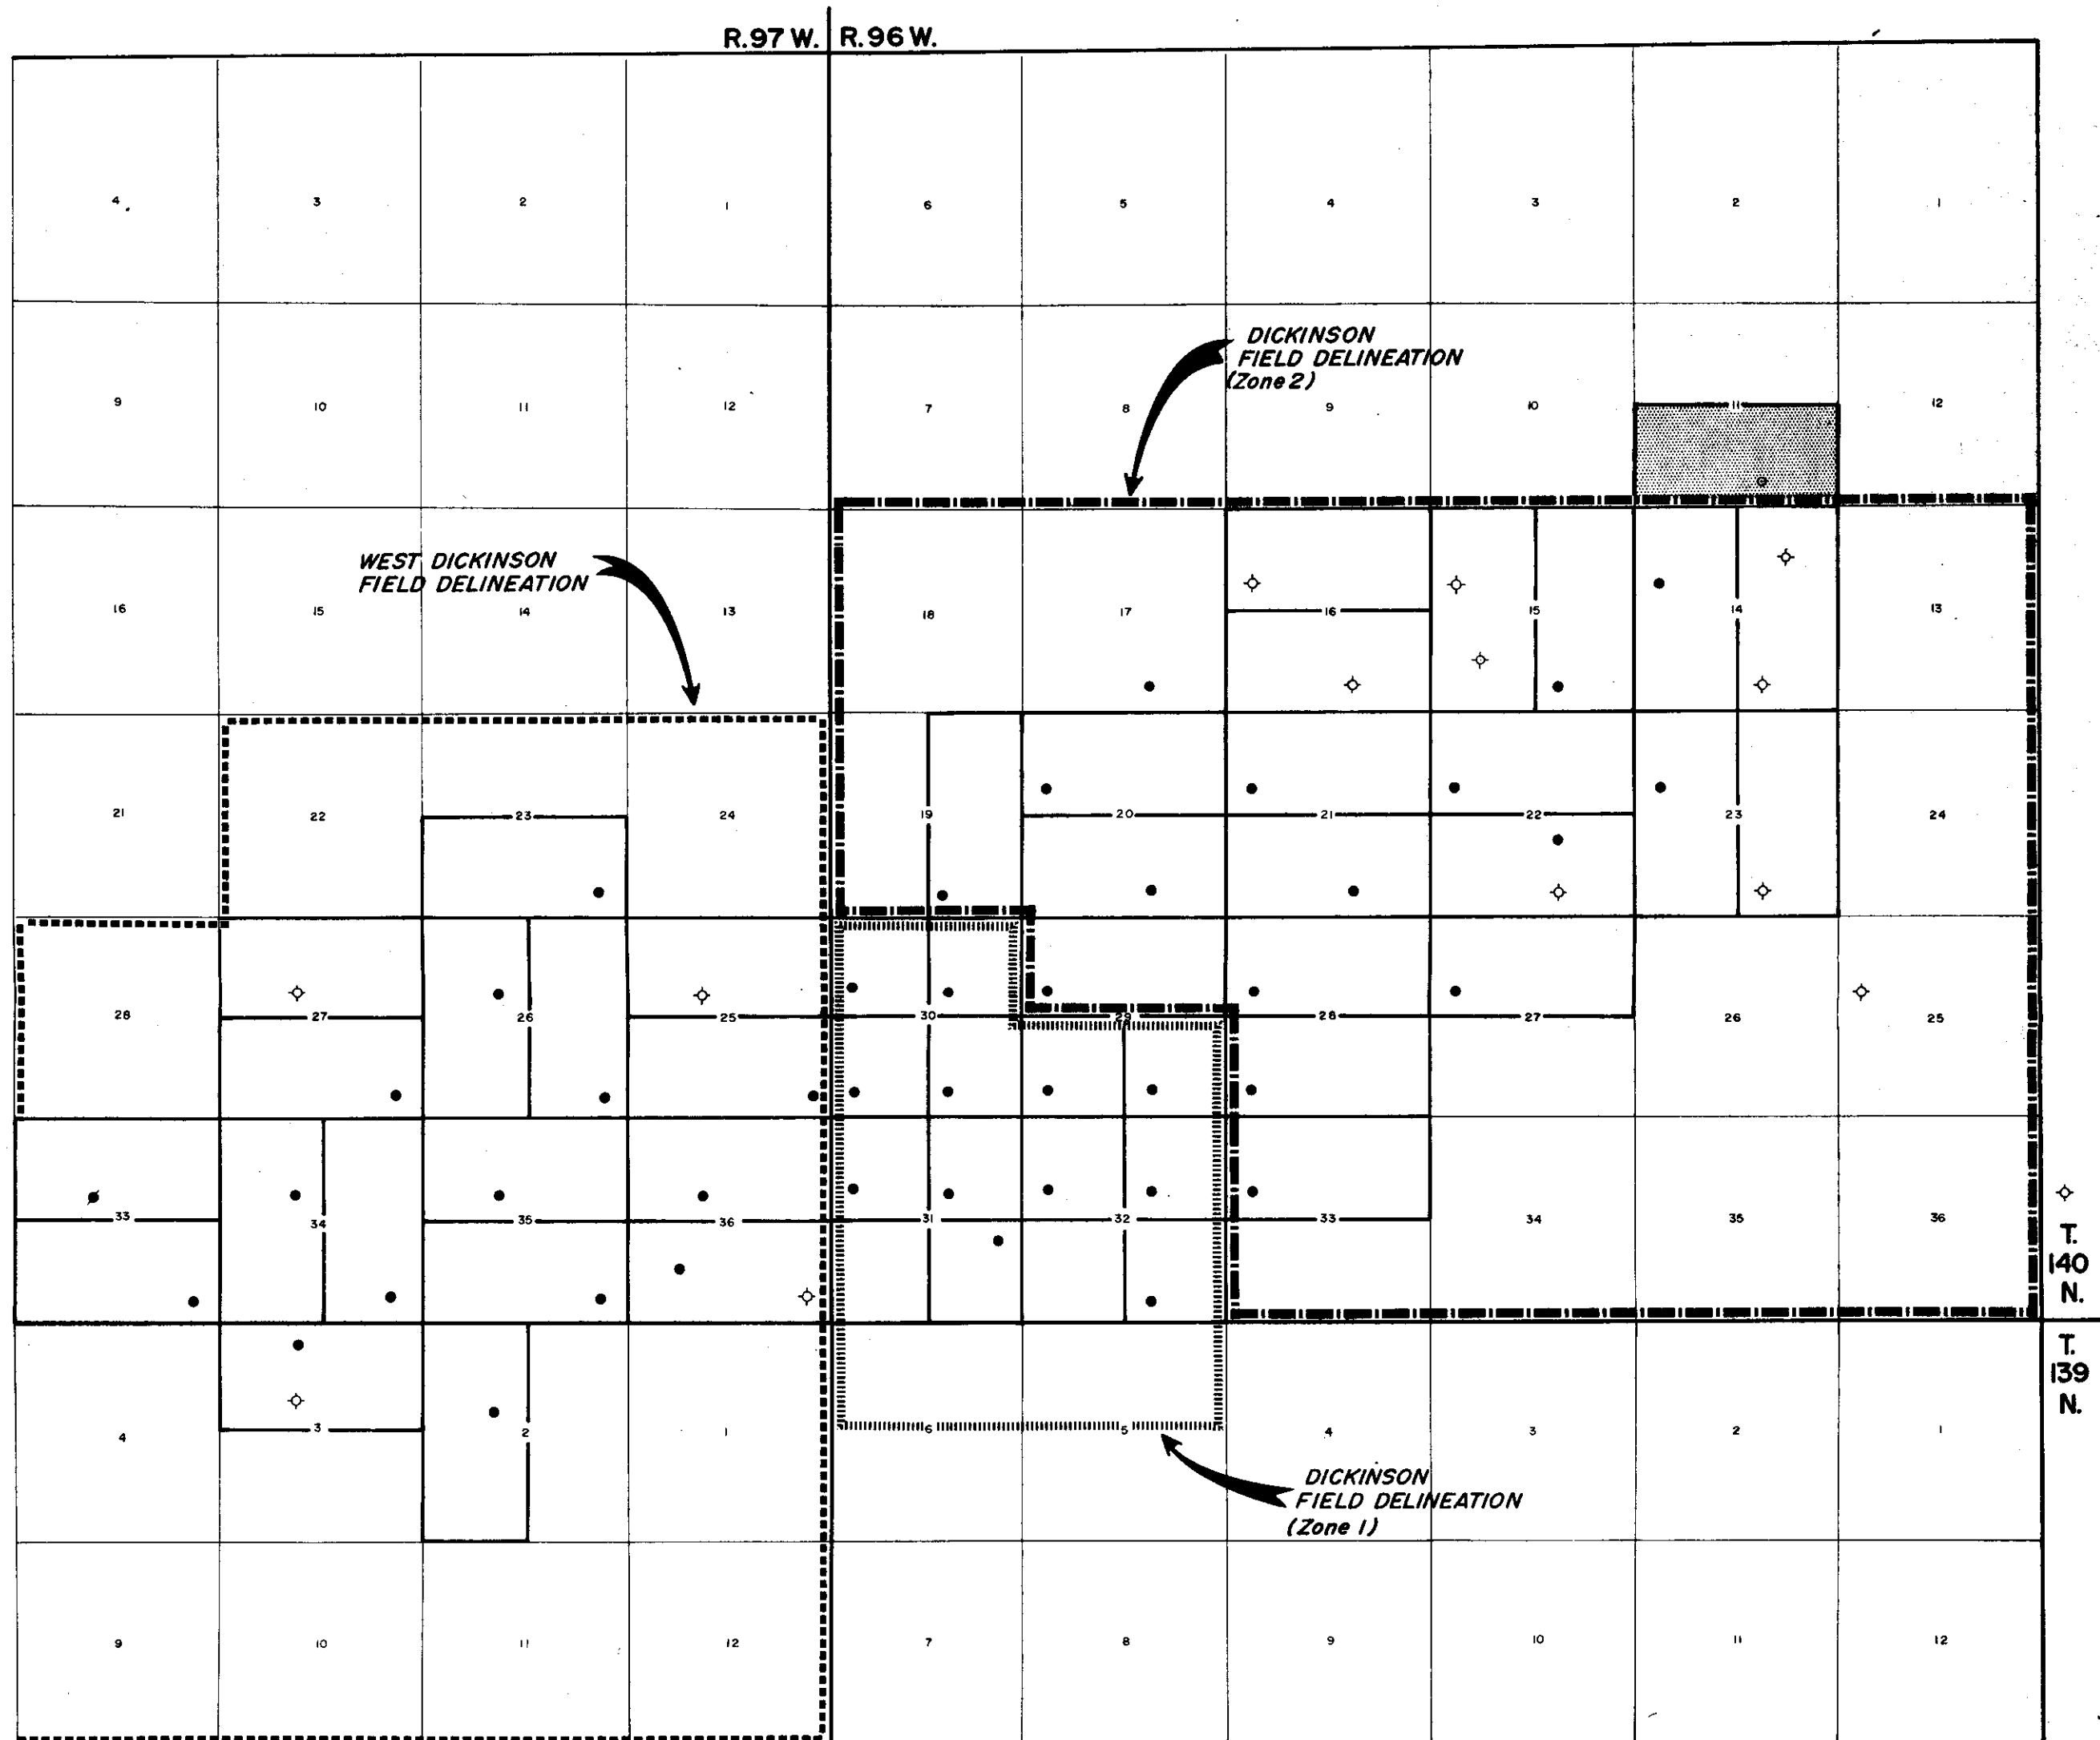 R.97 W. R.96 W.
4 3 2 1 6 5 4 3 2 1
DICKINSON
FIELD DELINEATION
(Zone 2)
9 10 11 12 7 8 9 10 11 12
WEST DICKINSON
FIELD DELINEATION
16 15 14 13 18 17 16 15 14 13
21 22 23 24 19 20 21 22 23 24
28 27 26 25 30 29 28 27 26 25
33 34 35 36 31 32 33 34 35 36
T.
140
N.
T.
139
N.
4 3 2 1 6 5 4 3 2 1
DICKINSON
FIELD DELINEATION
(Zone 1)
9 10 11 12 7 8 9 10 11 12